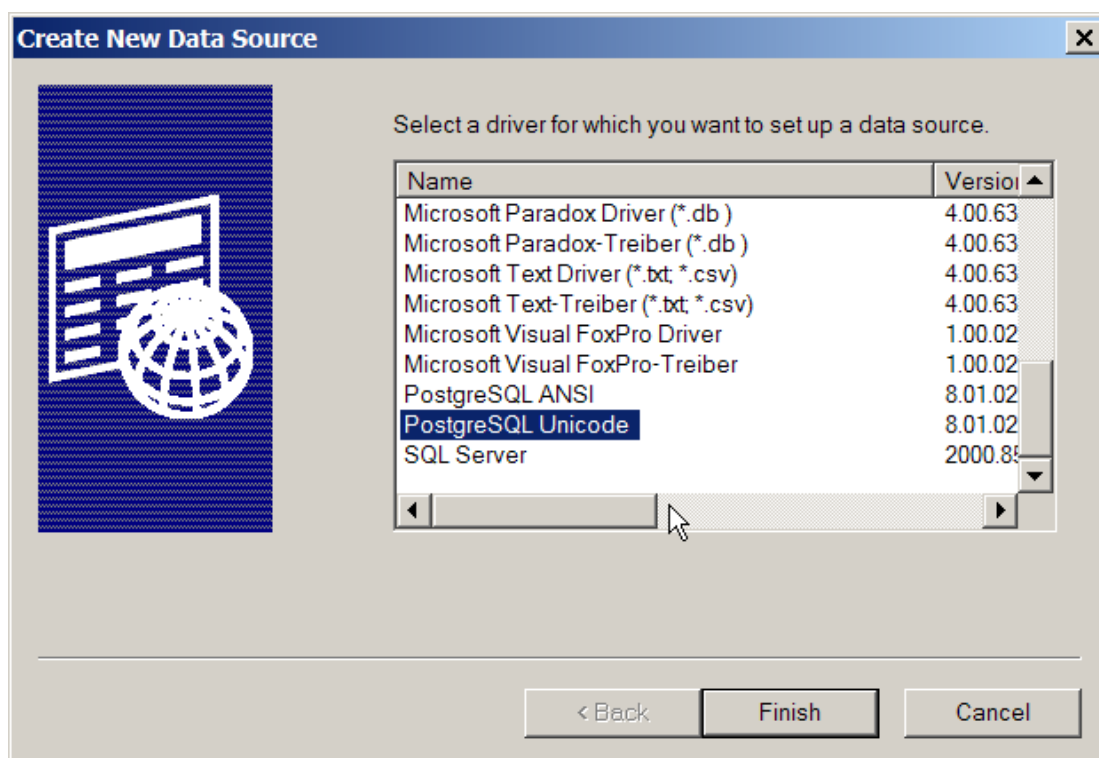 Create New Data Source
Select a driver for which you want to set up a data source.
Name Version
Microsoft Paradox Driver (*.db ) 4.00.63
Microsoft Paradox-Treiber (*.db ) 4.00.63
Microsoft Text Driver (*.txt; *.csv) 4.00.63
Microsoft Text-Treiber (*.txt; *.csv) 4.00.63
Microsoft Visual FoxPro Driver 1.00.02
Microsoft Visual FoxPro-Treiber 1.00.02
PostgreSQL ANSI 8.01.02
PostgreSQL Unicode 8.01.02
SQL Server 2000.85
< Back Finish Cancel